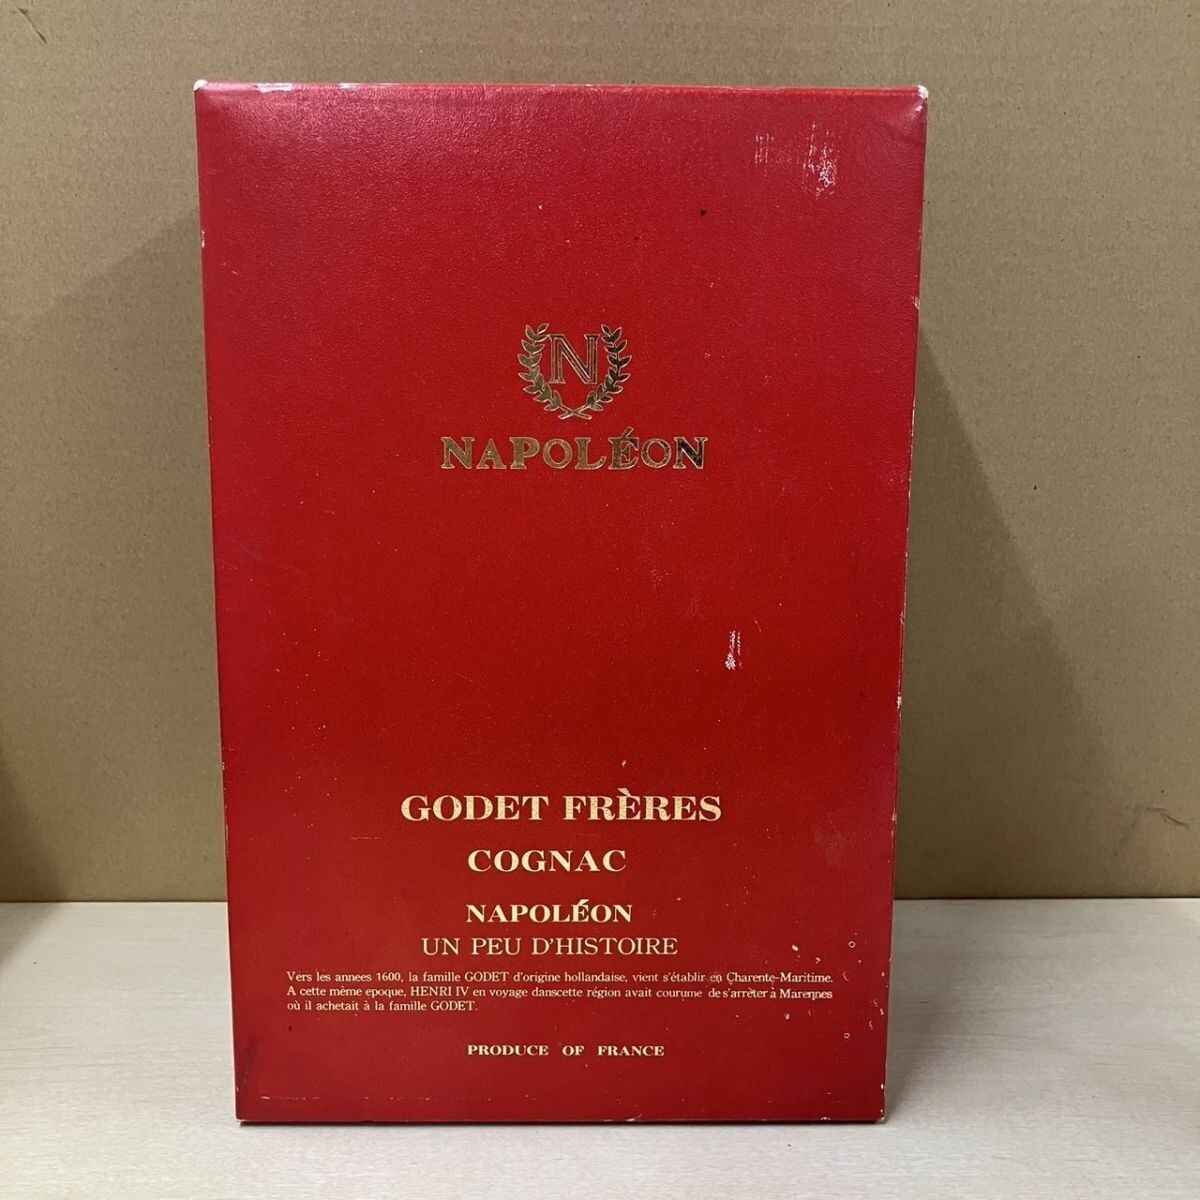 N
NAPOLÉON
GODET FRÈRES
COGNAC
NAPOLÉON
UN PEU D'HISTOIRE
Vers les annees 1600, la famille GODET d'origine hollandaise, vient s'établir en Charente-Maritime.
A cette mème epoque, HENRI IV en voyage danscette région avait courume de s'arrèter à Marennes
où il achetait à la famille GODET.
PRODUCE OF FRANCE